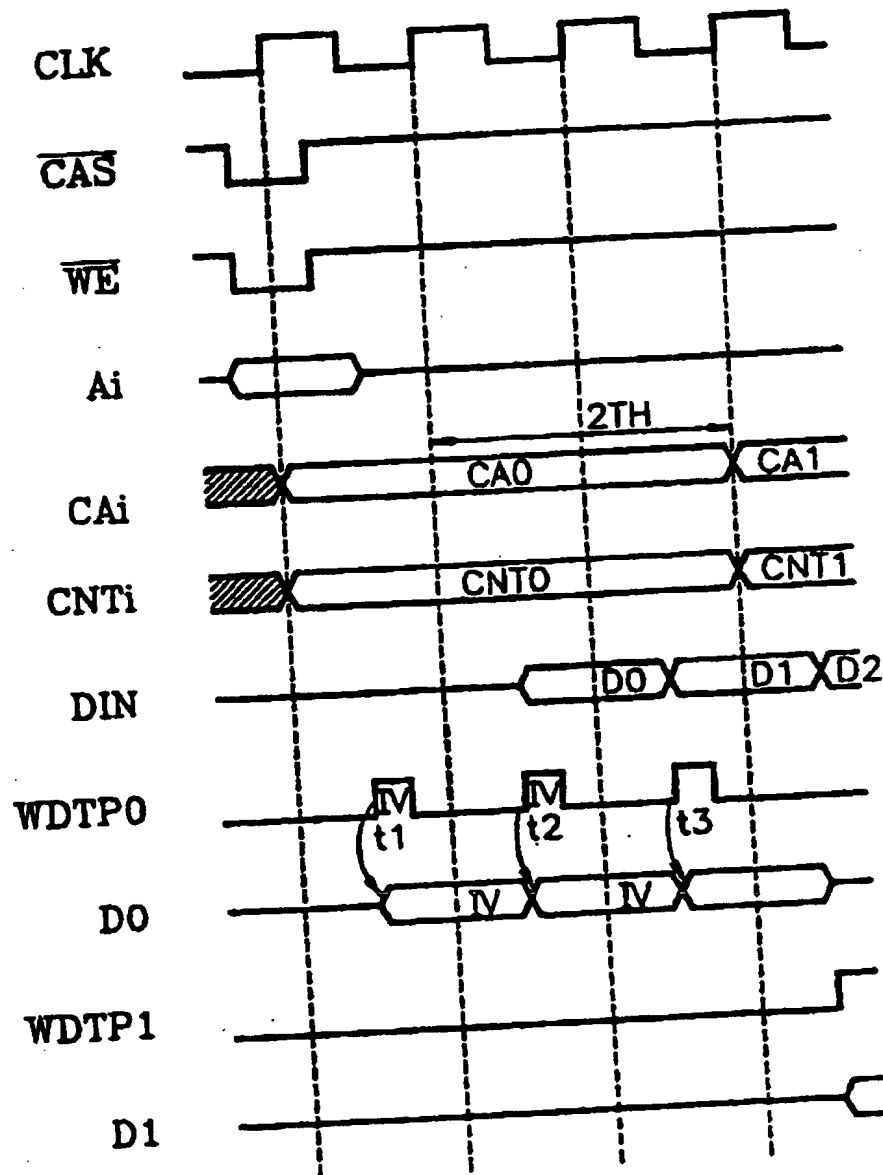 CLK
CAS
WE
Ai
2TH
CAi CA0 CA1
CNTi CNT0 CNT1
DIN D0 D1 D2
WDTP0 IV IV
t1 t2 t3
D0 IV IV
WDTP1
D1